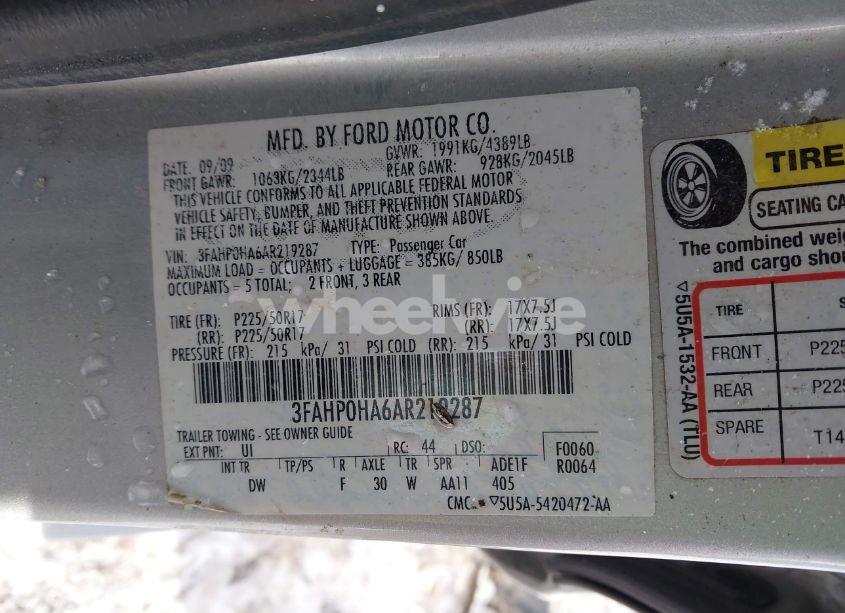 MFD. BY FORD MOTOR CO.
DATE: 09/09 GVWR: 1991KG/4389LB
FRONT GAWR: 1063KG/2344LB REAR GAWR: 928KG/2045LB
THIS VEHICLE CONFORMS TO ALL APPLICABLE FEDERAL MOTOR
VEHICLE SAFETY, BUMPER, AND THEFT PREVENTION STANDARDS
IN EFFECT ON THE DATE OF MANUFACTURE SHOWN ABOVE.
VIN: 3FAHP0HA6AR219287 TYPE: Passenger Car
MAXIMUM LOAD = OCCUPANTS + LUGGAGE = 385KG/ 850LB
OCCUPANTS = 5 TOTAL; 2 FRONT, 3 REAR
wheelwise
TIRE (FR): P225/50R17 RIMS (FR): 17X7.5J
(RR): P225/50R17 (RR): 17X7.5J
PRESSURE (FR): 215 kPa/ 31 PSI COLD (RR): 215 kPa/ 31 PSI COLD
3FAHP0HA6AR219287
TRAILER TOWING - SEE OWNER GUIDE
EXT PNT: UI RC: 44 DSO: F0060
R0064
INT TR TP/PS R AXLE TR SPR ADE1F
DW F 30 W AA11 405
CMC ▽5U5A-5420472-AA
TIRE
SEATING CA
The combined weig
and cargo shou
TIRE S
FRONT P225
REAR P225
SPARE T14
▽5U5A-1532-AA (TLU)